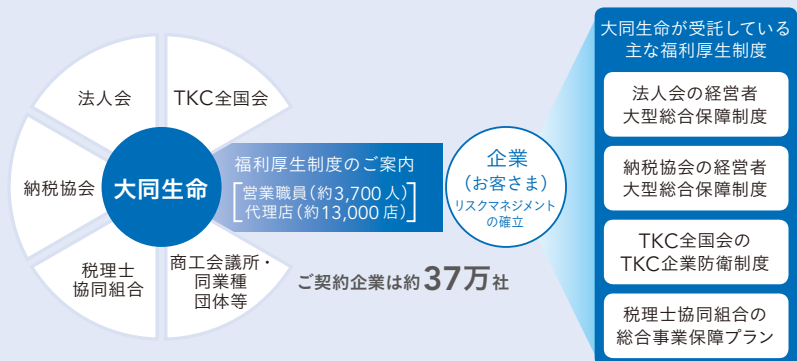 法人会
TKC全国会
納税協会
大同生命
税理士
協同組合
商工会議所・
同業種
団体等
福利厚生制度のご案内
営業職員(約3,700人)
代理店(約13,000店)
企業
(お客さま)
リスクマネジメント
の確立
ご契約企業は約37万社
大同生命が受託している
主な福利厚生制度
法人会の経営者
大型総合保障制度
納税協会の経営者
大型総合保障制度
TKC全国会の
TKC企業防衛制度
税理士協同組合の
総合事業保障プラン